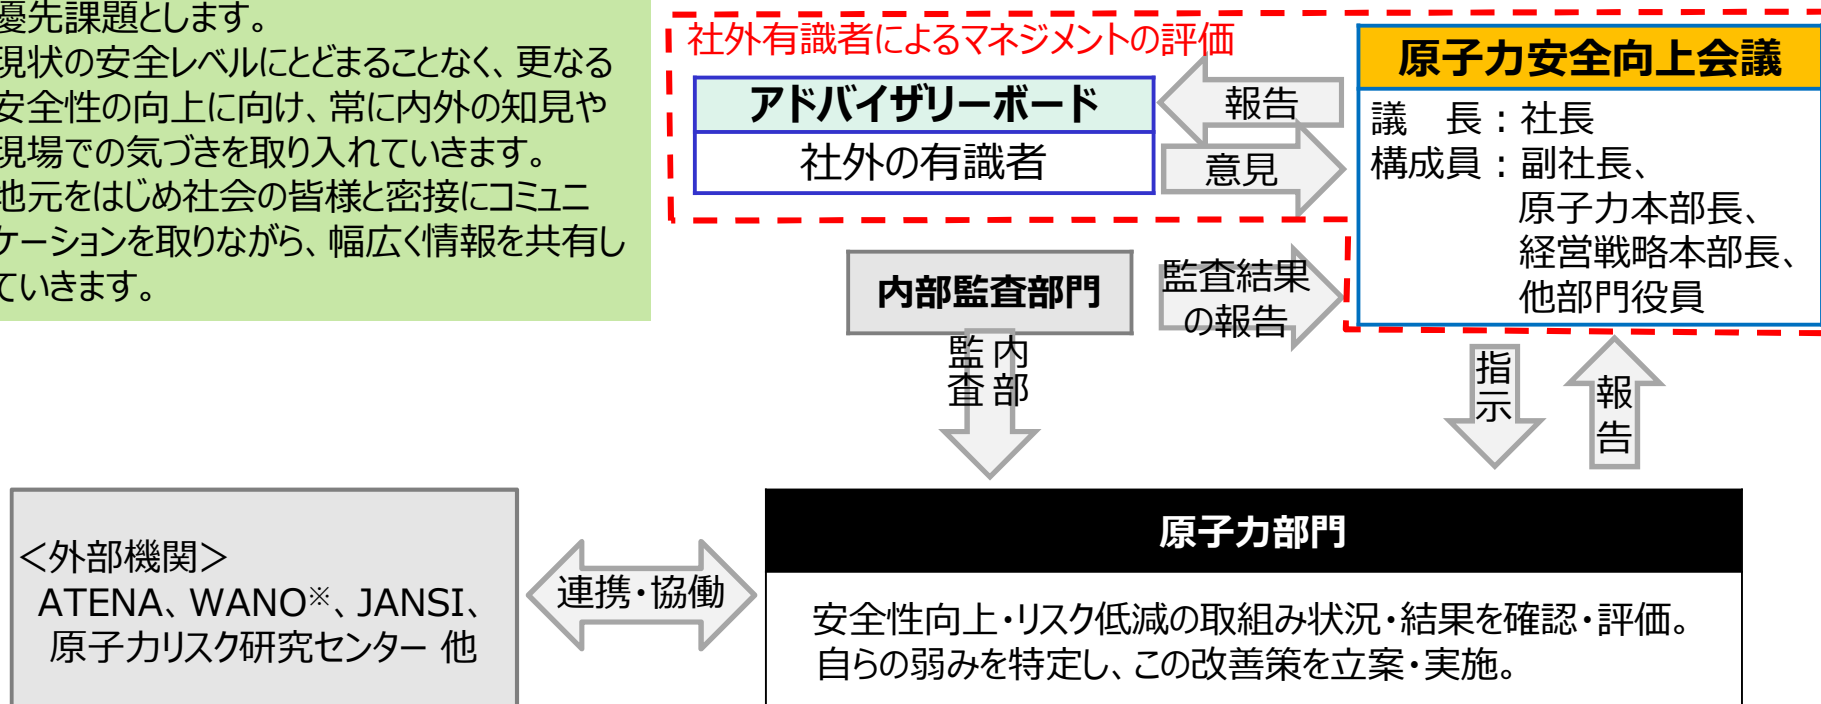 優先課題とします。
現状の安全レベルにとどまることなく、更なる
安全性の向上に向け、常に内外の知見や
現場での気づきを取り入れていきます。
地元をはじめ社会の皆様と密接にコミュニ
ケーションを取りながら、幅広く情報を共有し
ていきます。
社外有識者によるマネジメントの評価
アドバイザリーボード
社外の有識者
報告
意見
原子力安全向上会議
議　長：社長
構成員：副社長、
原子力本部長、
経営戦略本部長、
他部門役員
内部監査部門
監査結果
の報告
内部
監査
指示
報告
＜外部機関＞
ATENA、WANO※、JANSI、
原子力リスク研究センター 他
連携・協働
原子力部門
安全性向上・リスク低減の取組み状況・結果を確認・評価。
自らの弱みを特定し、この改善策を立案・実施。